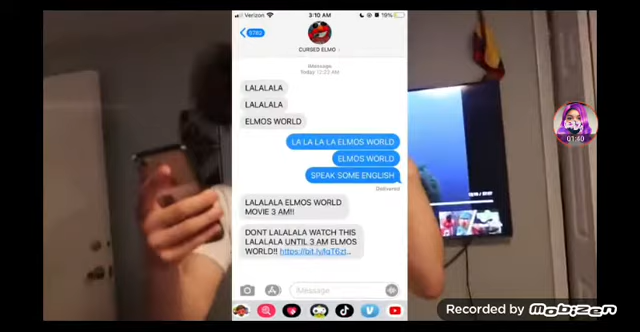 Verizon
3:10 AM
19%
5782
CURSED ELMO
iMessage
Today 12:22 AM
LALALALA
LALALALA
ELMOS WORLD
LA LA LA LA ELMOS WORLD
ELMOS WORLD
SPEAK SOME ENGLISH
Delivered
LALALALA ELMOS WORLD
MOVIE 3 AM!!
DONT LALALALA WATCH THIS
LALALALA UNTIL 3 AM ELMOS
WORLD!!
iMessage
01:40
Recorded by
Mobizen